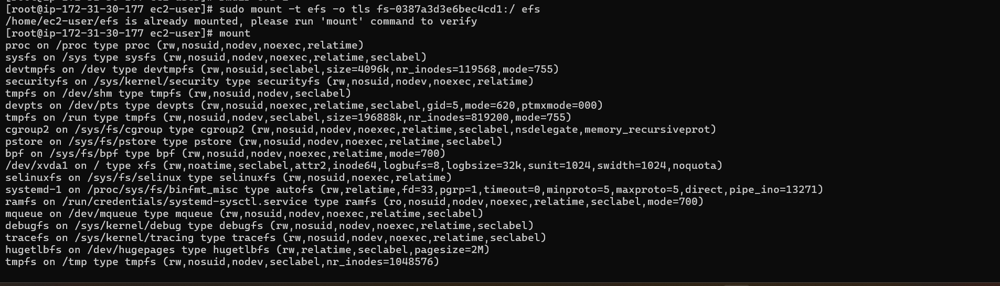 [root@ip-172-31-30-177 ec2-user]# sudo mount -t efs -o tls fs-0387a3d3e6bec4cd1:/ efs
/home/ec2-user/efs is already mounted, please run 'mount' command to verify
[root@ip-172-31-30-177 ec2-user]# mount
proc on /proc type proc (rw,nosuid,nodev,noexec,relatime)
sysfs on /sys type sysfs (rw,nosuid,nodev,noexec,relatime,seclabel)
devtmpfs on /dev type devtmpfs (rw,nosuid,seclabel,size=4096k,nr_inodes=119568,mode=755)
securityfs on /sys/kernel/security type securityfs (rw,nosuid,nodev,noexec,relatime)
tmpfs on /dev/shm type tmpfs (rw,nosuid,nodev,seclabel)
devpts on /dev/pts type devpts (rw,nosuid,noexec,relatime,seclabel,gid=5,mode=620,ptmxmode=000)
tmpfs on /run type tmpfs (rw,nosuid,nodev,seclabel,size=196888k,nr_inodes=819200,mode=755)
cgroup2 on /sys/fs/cgroup type cgroup2 (rw,nosuid,nodev,noexec,relatime,seclabel,nsdelegate,memory_recursiveprot)
pstore on /sys/fs/pstore type pstore (rw,nosuid,nodev,noexec,relatime,seclabel)
bpf on /sys/fs/bpf type bpf (rw,nosuid,nodev,noexec,relatime,mode=700)
/dev/xvda1 on / type xfs (rw,noatime,seclabel,attr2,inode64,logbufs=8,logbsize=32k,sunit=1024,swidth=1024,noquota)
selinuxfs on /sys/fs/selinux type selinuxfs (rw,nosuid,noexec,relatime)
systemd-1 on /proc/sys/fs/binfmt_misc type autofs (rw,relatime,fd=33,pgrp=1,timeout=0,minproto=5,maxproto=5,direct,pipe_ino=13271)
ramfs on /run/credentials/systemd-sysctl.service type ramfs (ro,nosuid,nodev,noexec,relatime,seclabel,mode=700)
mqueue on /dev/mqueue type mqueue (rw,nosuid,nodev,noexec,relatime,seclabel)
debugfs on /sys/kernel/debug type debugfs (rw,nosuid,nodev,noexec,relatime,seclabel)
tracefs on /sys/kernel/tracing type tracefs (rw,nosuid,nodev,noexec,relatime,seclabel)
hugetlbfs on /dev/hugepages type hugetlbfs (rw,relatime,seclabel,pagesize=2M)
tmpfs on /tmp type tmpfs (rw,nosuid,nodev,seclabel,nr_inodes=1048576)